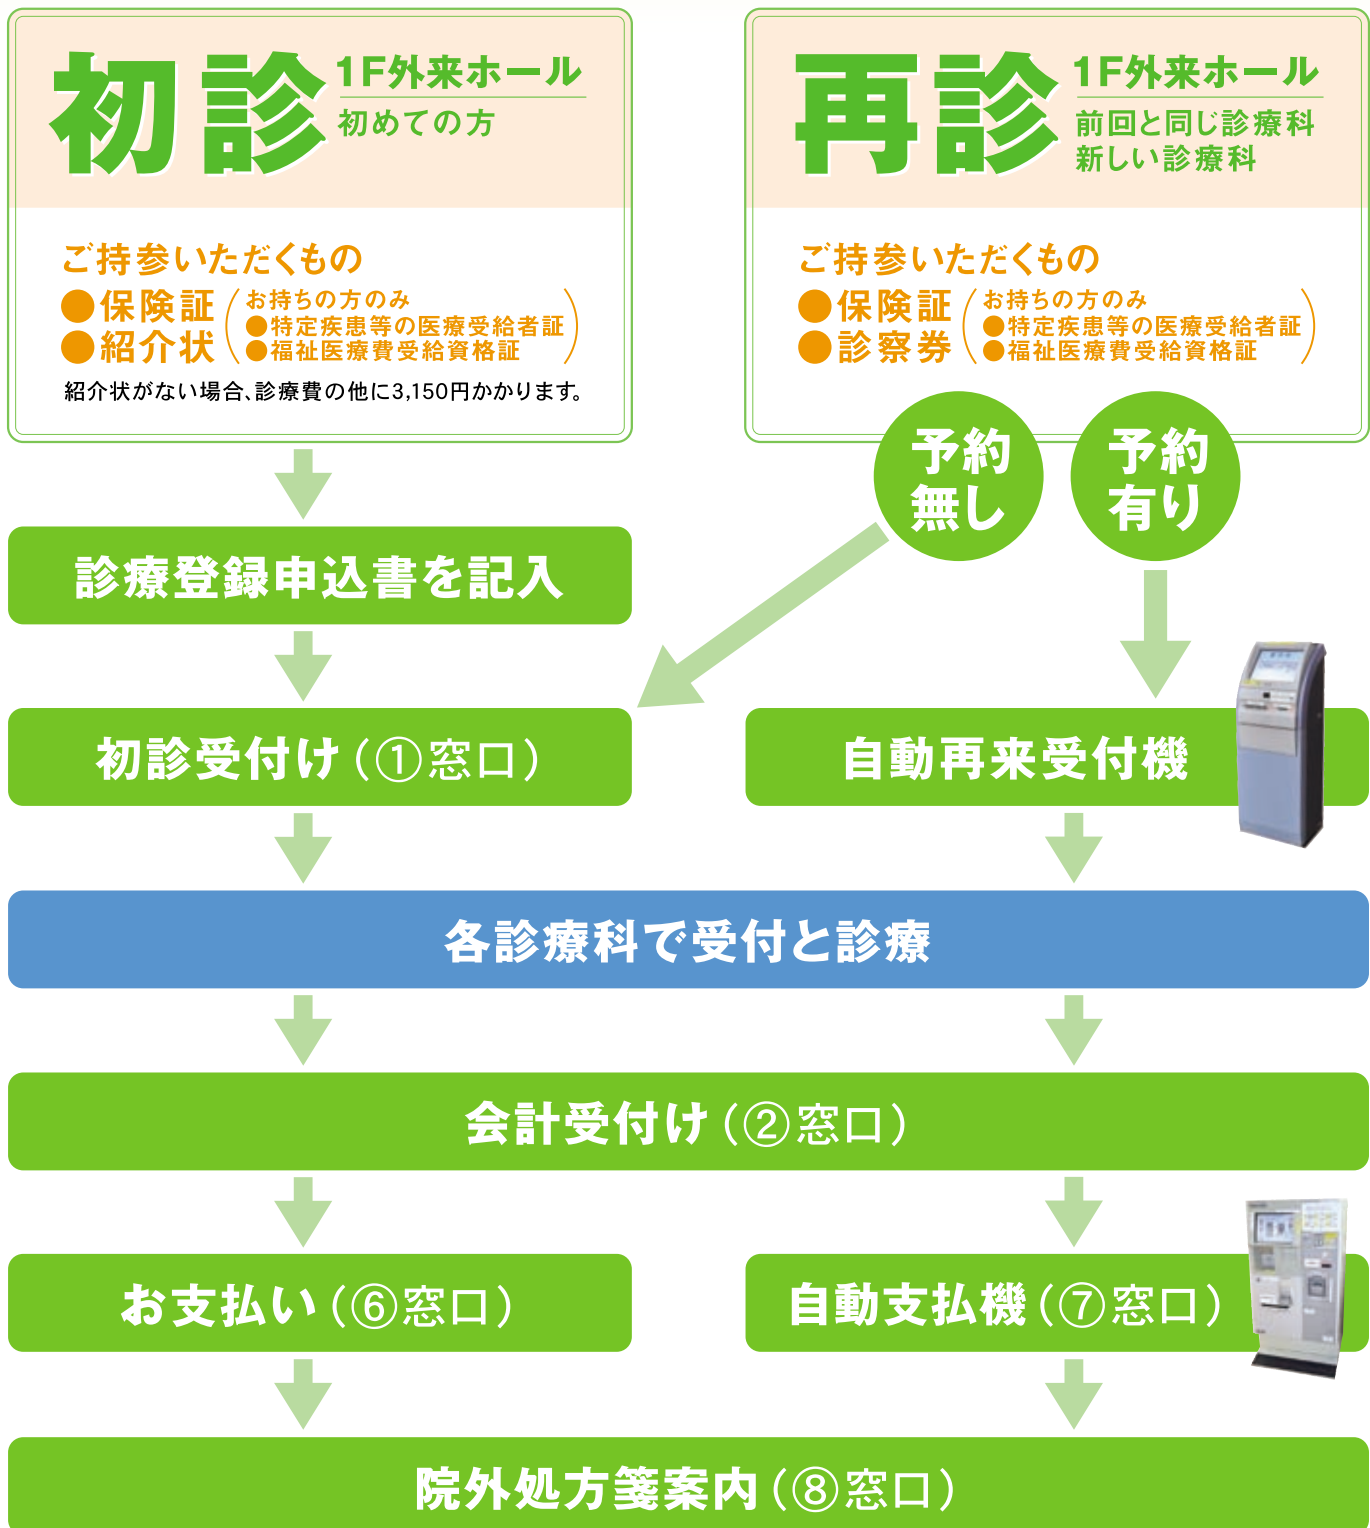 初診
1F外来ホール
初めての方
ご持参いただくもの
●保険証
●紹介状
(お持ちの方のみ
●特定疾患等の医療受給者証
●福祉医療費受給資格証)
紹介状がない場合、診療費の他に3,150円かかります。
再診
1F外来ホール
前回と同じ診療科
新しい診療科
ご持参いただくもの
●保険証
●診察券
(お持ちの方のみ
●特定疾患等の医療受給者証
●福祉医療費受給資格証)
予約
無し
予約
有り
診療登録申込書を記入
初診受付け(①窓口)
自動再来受付機
各診療科で受付と診療
会計受付け(②窓口)
お支払い(⑥窓口)
自動支払機(⑦窓口)
院外処方箋案内(⑧窓口)